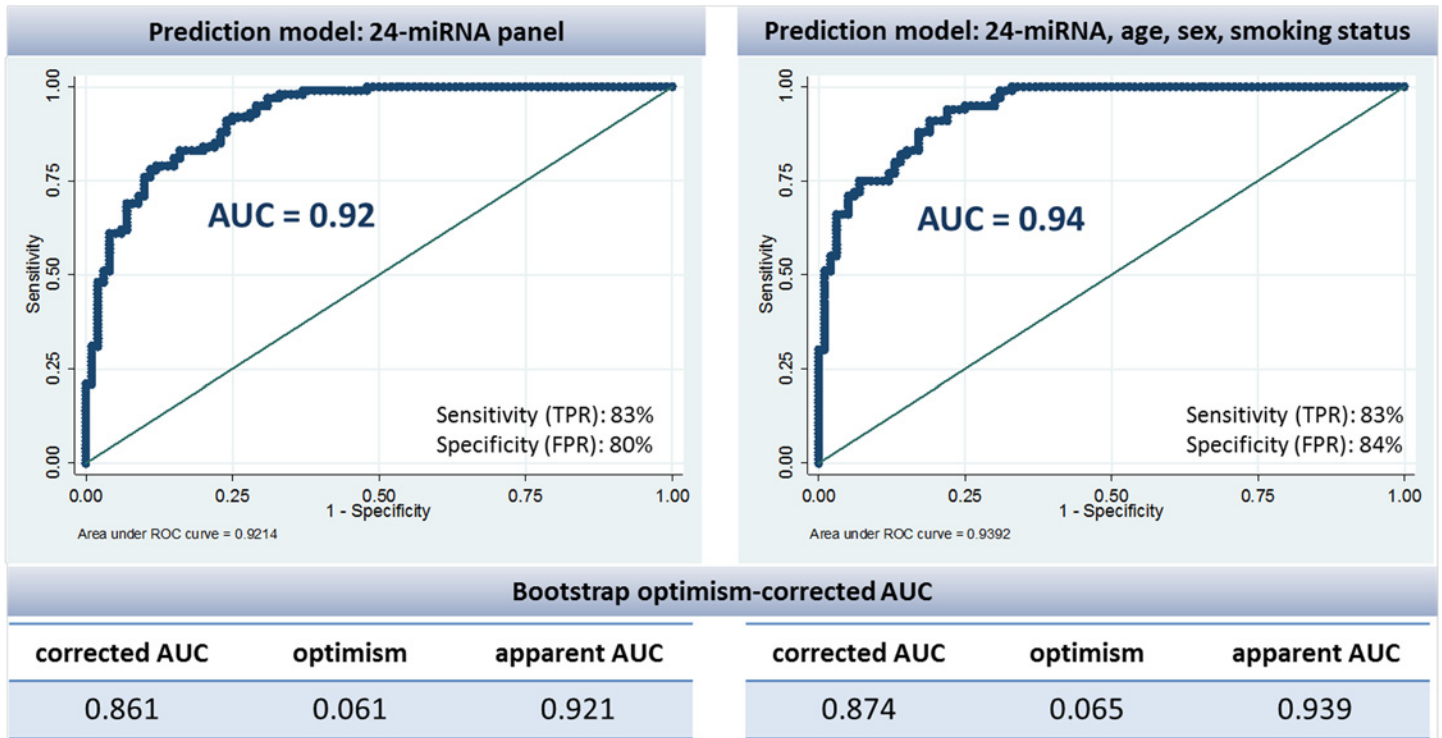 Prediction model: 24-miRNA panel
Sensitivity
1.00
0.75
0.50
0.25
0.00
AUC = 0.92
Sensitivity (TPR): 83%
Specificity (FPR): 80%
0.00 0.25 0.50 0.75 1.00
1 - Specificity
Area under ROC curve = 0.9214
Prediction model: 24-miRNA, age, sex, smoking status
Sensitivity
1.00
0.75
0.50
0.25
0.00
AUC = 0.94
Sensitivity (TPR): 83%
Specificity (FPR): 84%
0.00 0.25 0.50 0.75 1.00
1 - Specificity
Area under ROC curve = 0.9392
Bootstrap optimism-corrected AUC
corrected AUC optimism apparent AUC
0.861 0.061 0.921
corrected AUC optimism apparent AUC
0.874 0.065 0.939